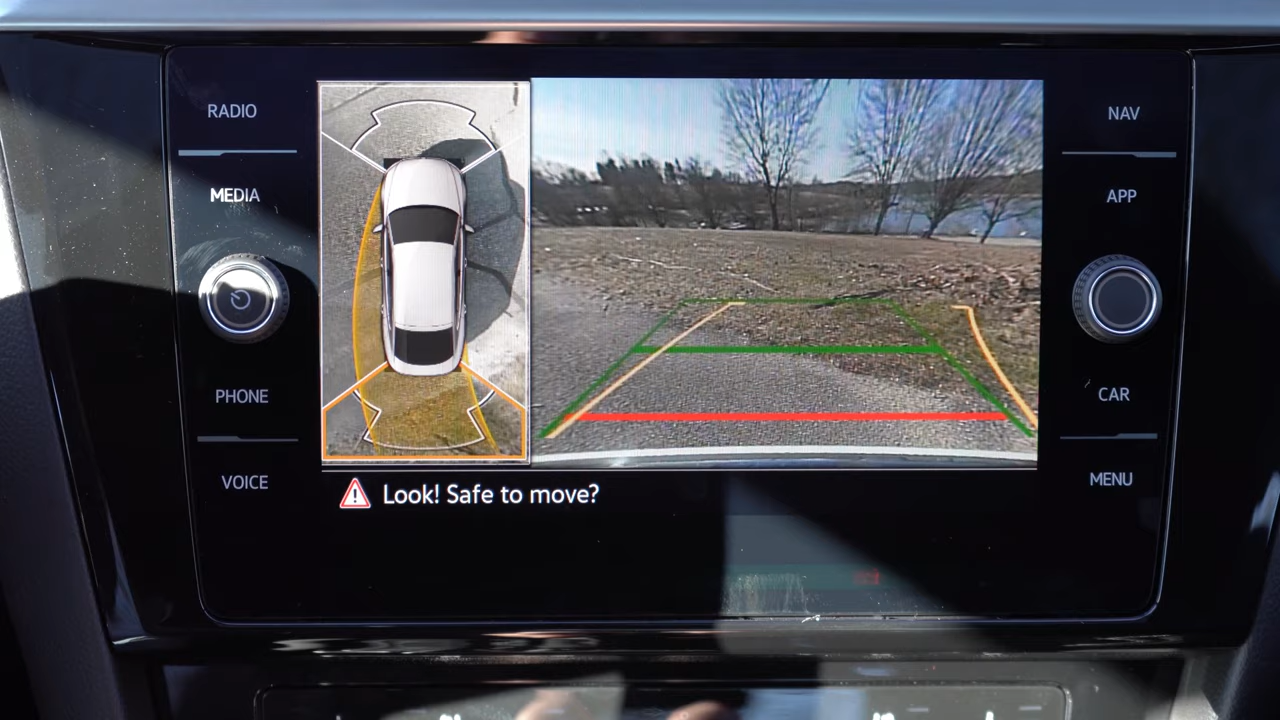 RADIO
MEDIA
PHONE
VOICE
Look! Safe to move?
NAV
APP
CAR
MENU